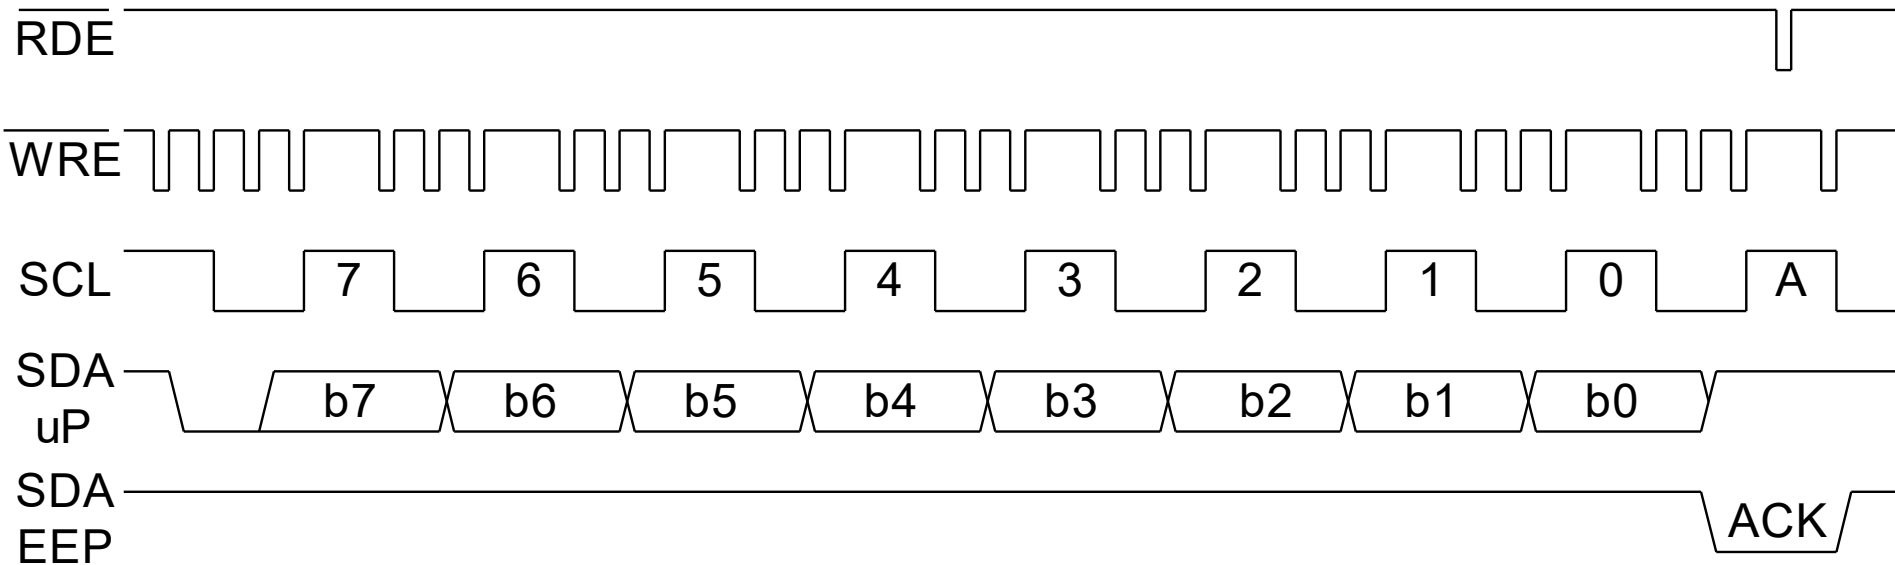 RDE
WRE
SCL 7 6 5 4 3 2 1 0 A
SDA
uP b7 b6 b5 b4 b3 b2 b1 b0
SDA
EEP ACK